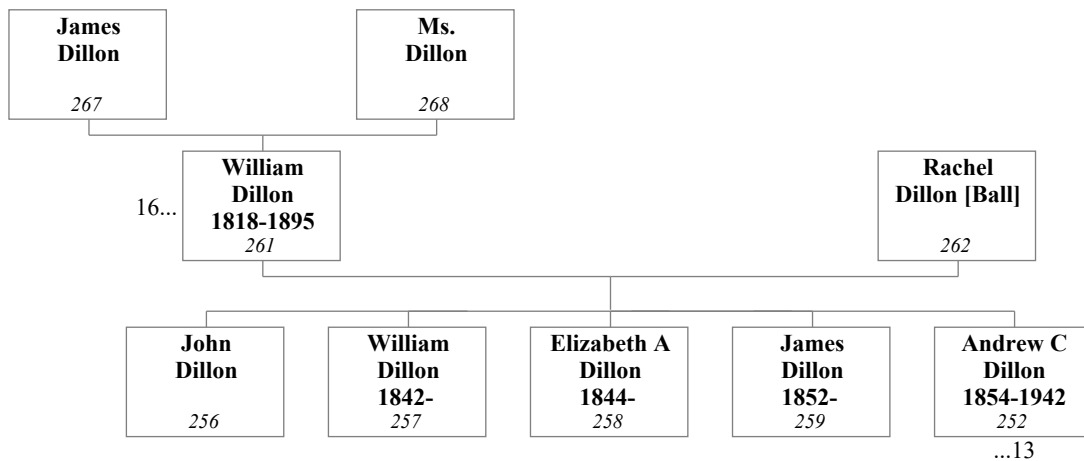 James
Dillon
267
Ms.
Dillon
268
16...
William
Dillon
1818-1895
261
Rachel
Dillon [Ball]
262
John
Dillon
256
William
Dillon
1842-
257
Elizabeth A
Dillon
1844-
258
James
Dillon
1852-
259
Andrew C
Dillon
1854-1942
252
...13